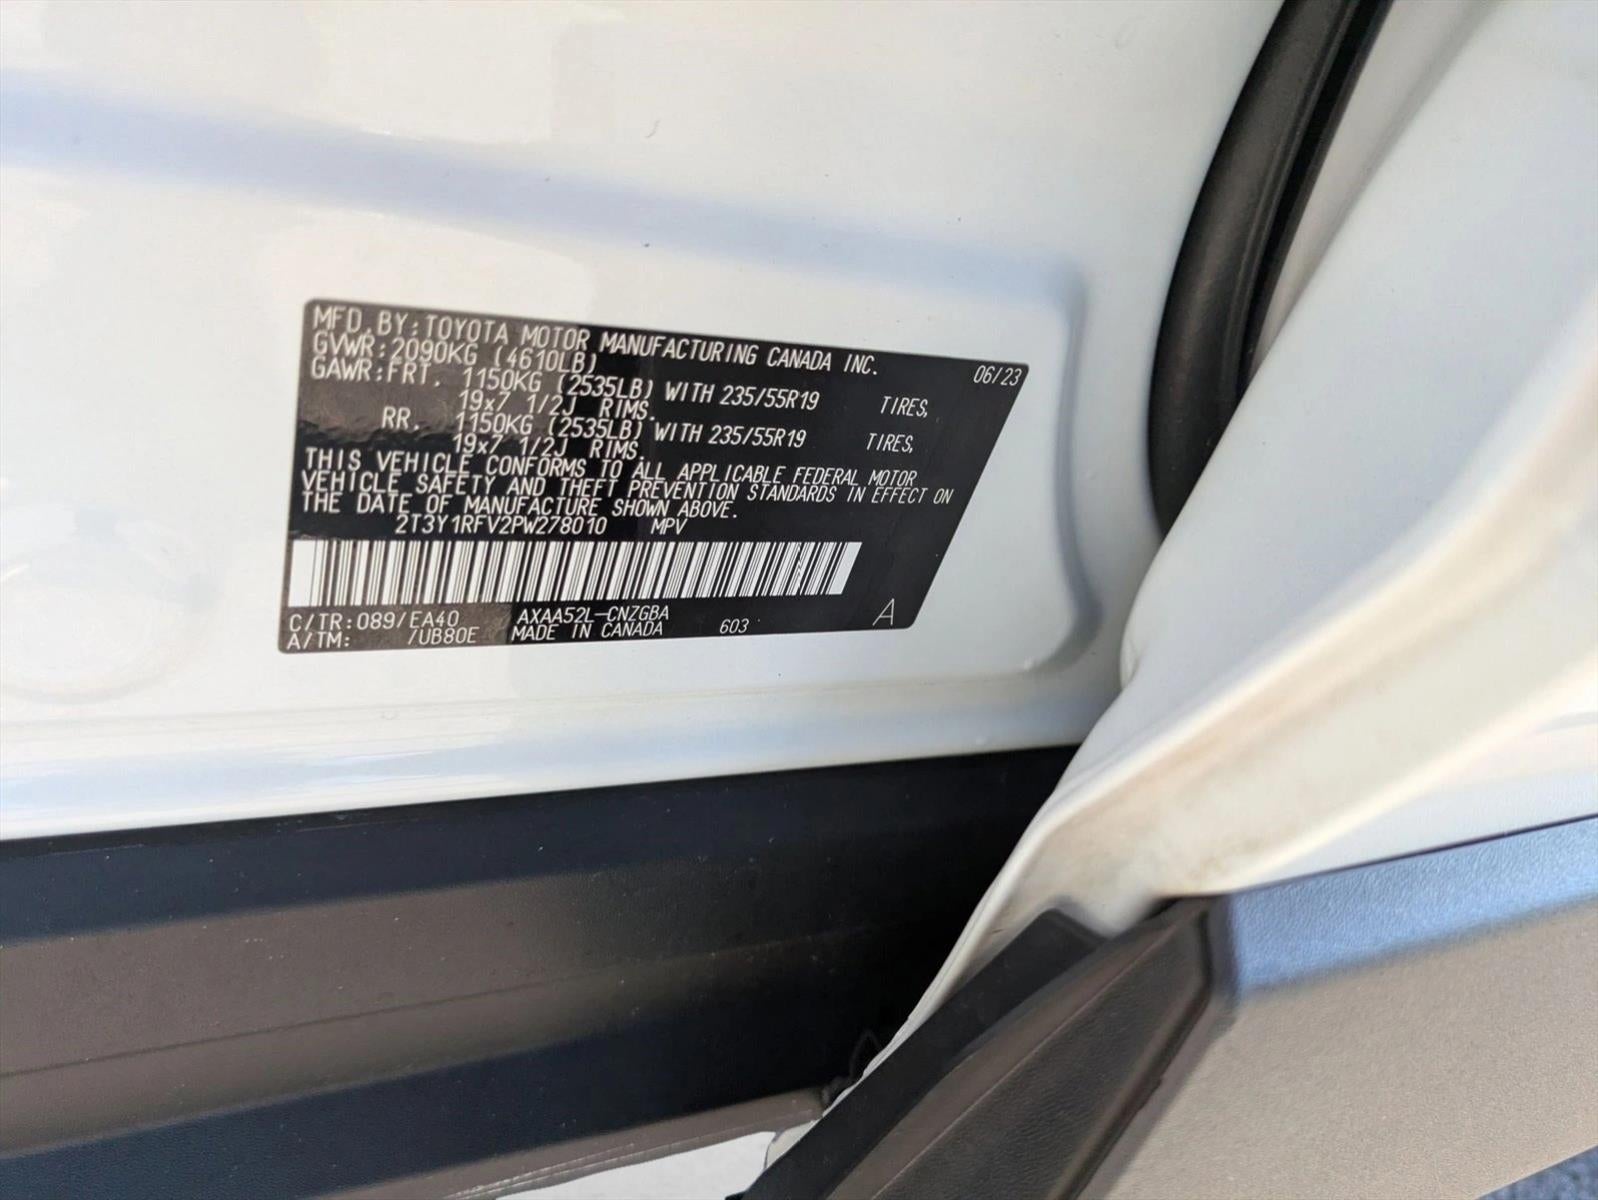 MFD.BY:TOYOTA MOTOR MANUFACTURING CANADA INC.
GVWR:2090KG (4610LB) 06/23
GAWR:FRT. 1150KG (2535LB) WITH 235/55R19 TIRES,
19x7 1/2J RIMS.
RR. 1150KG (2535LB) WITH 235/55R19 TIRES,
19x7 1/2J RIMS.
THIS VEHICLE CONFORMS TO ALL APPLICABLE FEDERAL MOTOR
VEHICLE SAFETY AND THEFT PREVENTION STANDARDS IN EFFECT ON
THE DATE OF MANUFACTURE SHOWN ABOVE.
2T3Y1RFV2PW278010 MPV
C/TR:089/EA40 AXAA52L-CNZGBA
A/TM: /UB80E MADE IN CANADA 603 A